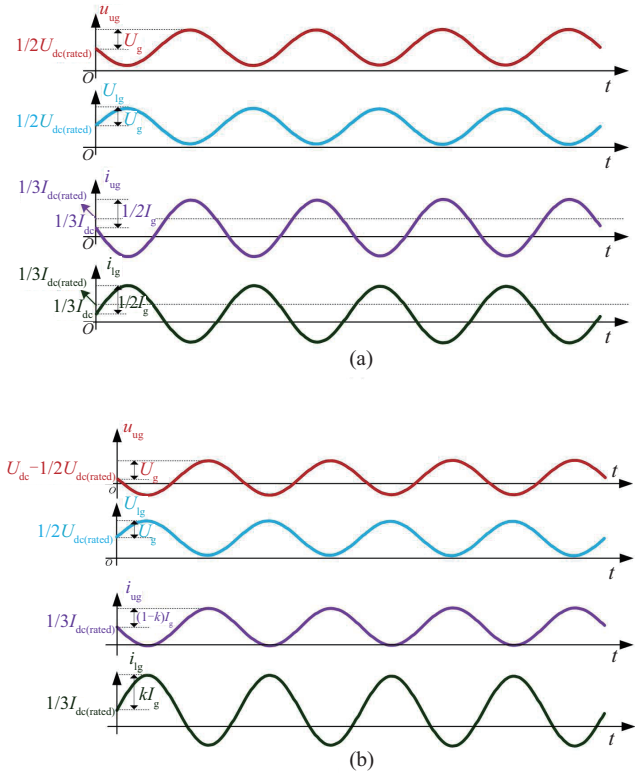 u_ug
1/2U_dc(rated)
U_g
O
t
U_lg
1/2U_dc(rated)
U_g
O
t
1/3I_dc(rated)
i_ug
1/2I_g
1/3I_dc
O
t
1/3I_dc(rated)
i_lg
1/3I_dc
1/2I_g
O
t
(a)
u_ug
U_dc−1/2U_dc(rated)
U_g
o
t
U_lg
1/2U_dc(rated)
U_g
o
t
i_ug
1/3I_dc(rated)
(1−k)I_g
t
i_lg
1/3I_dc(rated)
kI_g
t
(b)